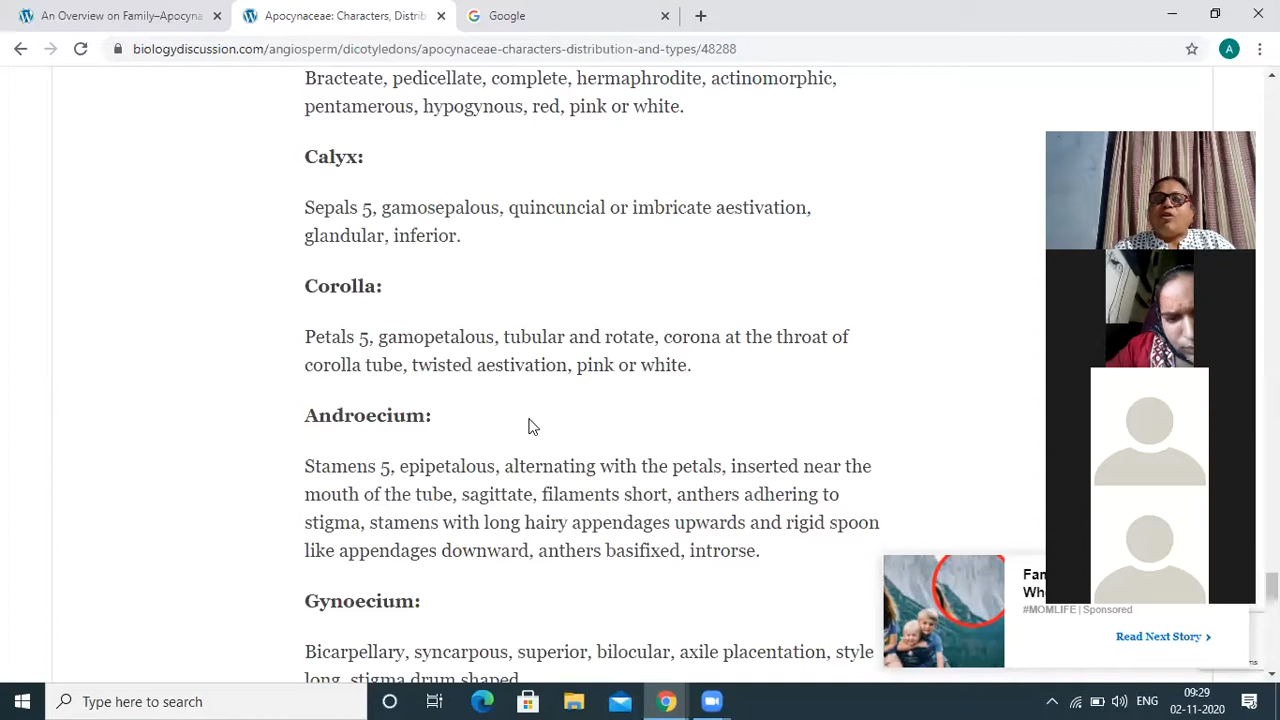 An Overview on Family–Apocyna
Apocynaceae: Characters, Distrib
Google
biologydiscussion.com/angiosperm/dicotyledons/apocynaceae-characters-distribution-and-types/48288
A
Bracteate, pedicellate, complete, hermaphrodite, actinomorphic,
pentamerous, hypogynous, red, pink or white.
Calyx:
Sepals 5, gamosepalous, quincuncial or imbricate aestivation,
glandular, inferior.
Corolla:
Petals 5, gamopetalous, tubular and rotate, corona at the throat of
corolla tube, twisted aestivation, pink or white.
Androecium:
Stamens 5, epipetalous, alternating with the petals, inserted near the
mouth of the tube, sagittate, filaments short, anthers adhering to
stigma, stamens with long hairy appendages upwards and rigid spoon
like appendages downward, anthers basifixed, introrse.
Gynoecium:
Bicarpellary, syncarpous, superior, bilocular, axile placentation, style
long, stigma drum shaped
#MOMLIFE | Sponsored
Read Next Story
Type here to search
ENG
09:29
02-11-2020